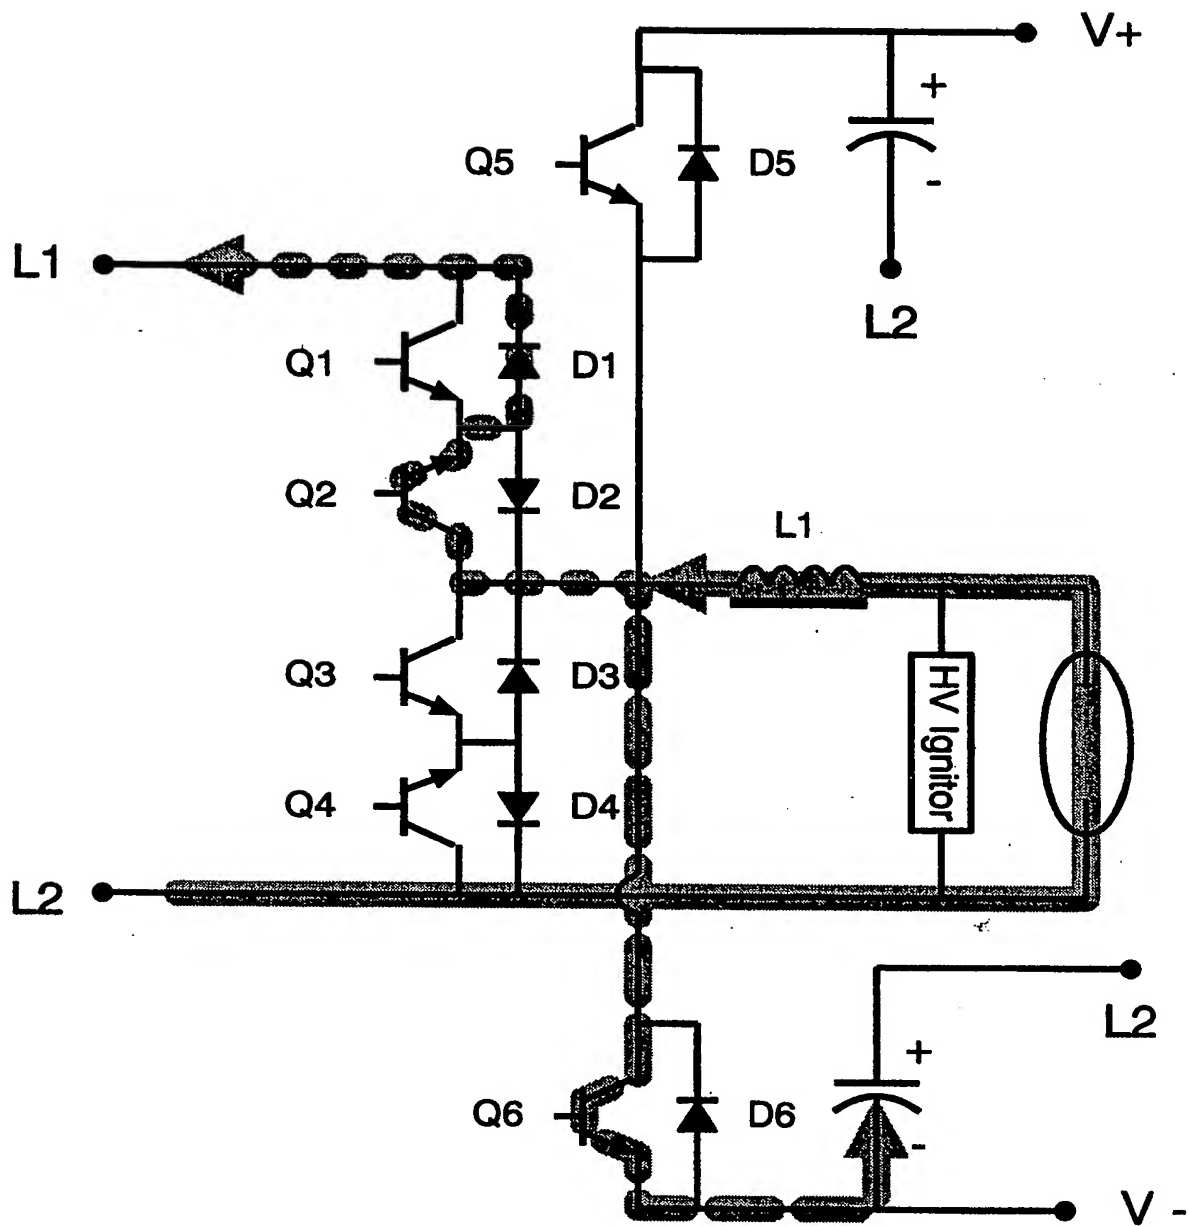 V+
+
Q5
D5
-
L1
L2
Q1
D1
Q2
D2
L1
Q3
D3
HV Ignitor
Q4
D4
L2
L2
+
Q6
D6
-
V -